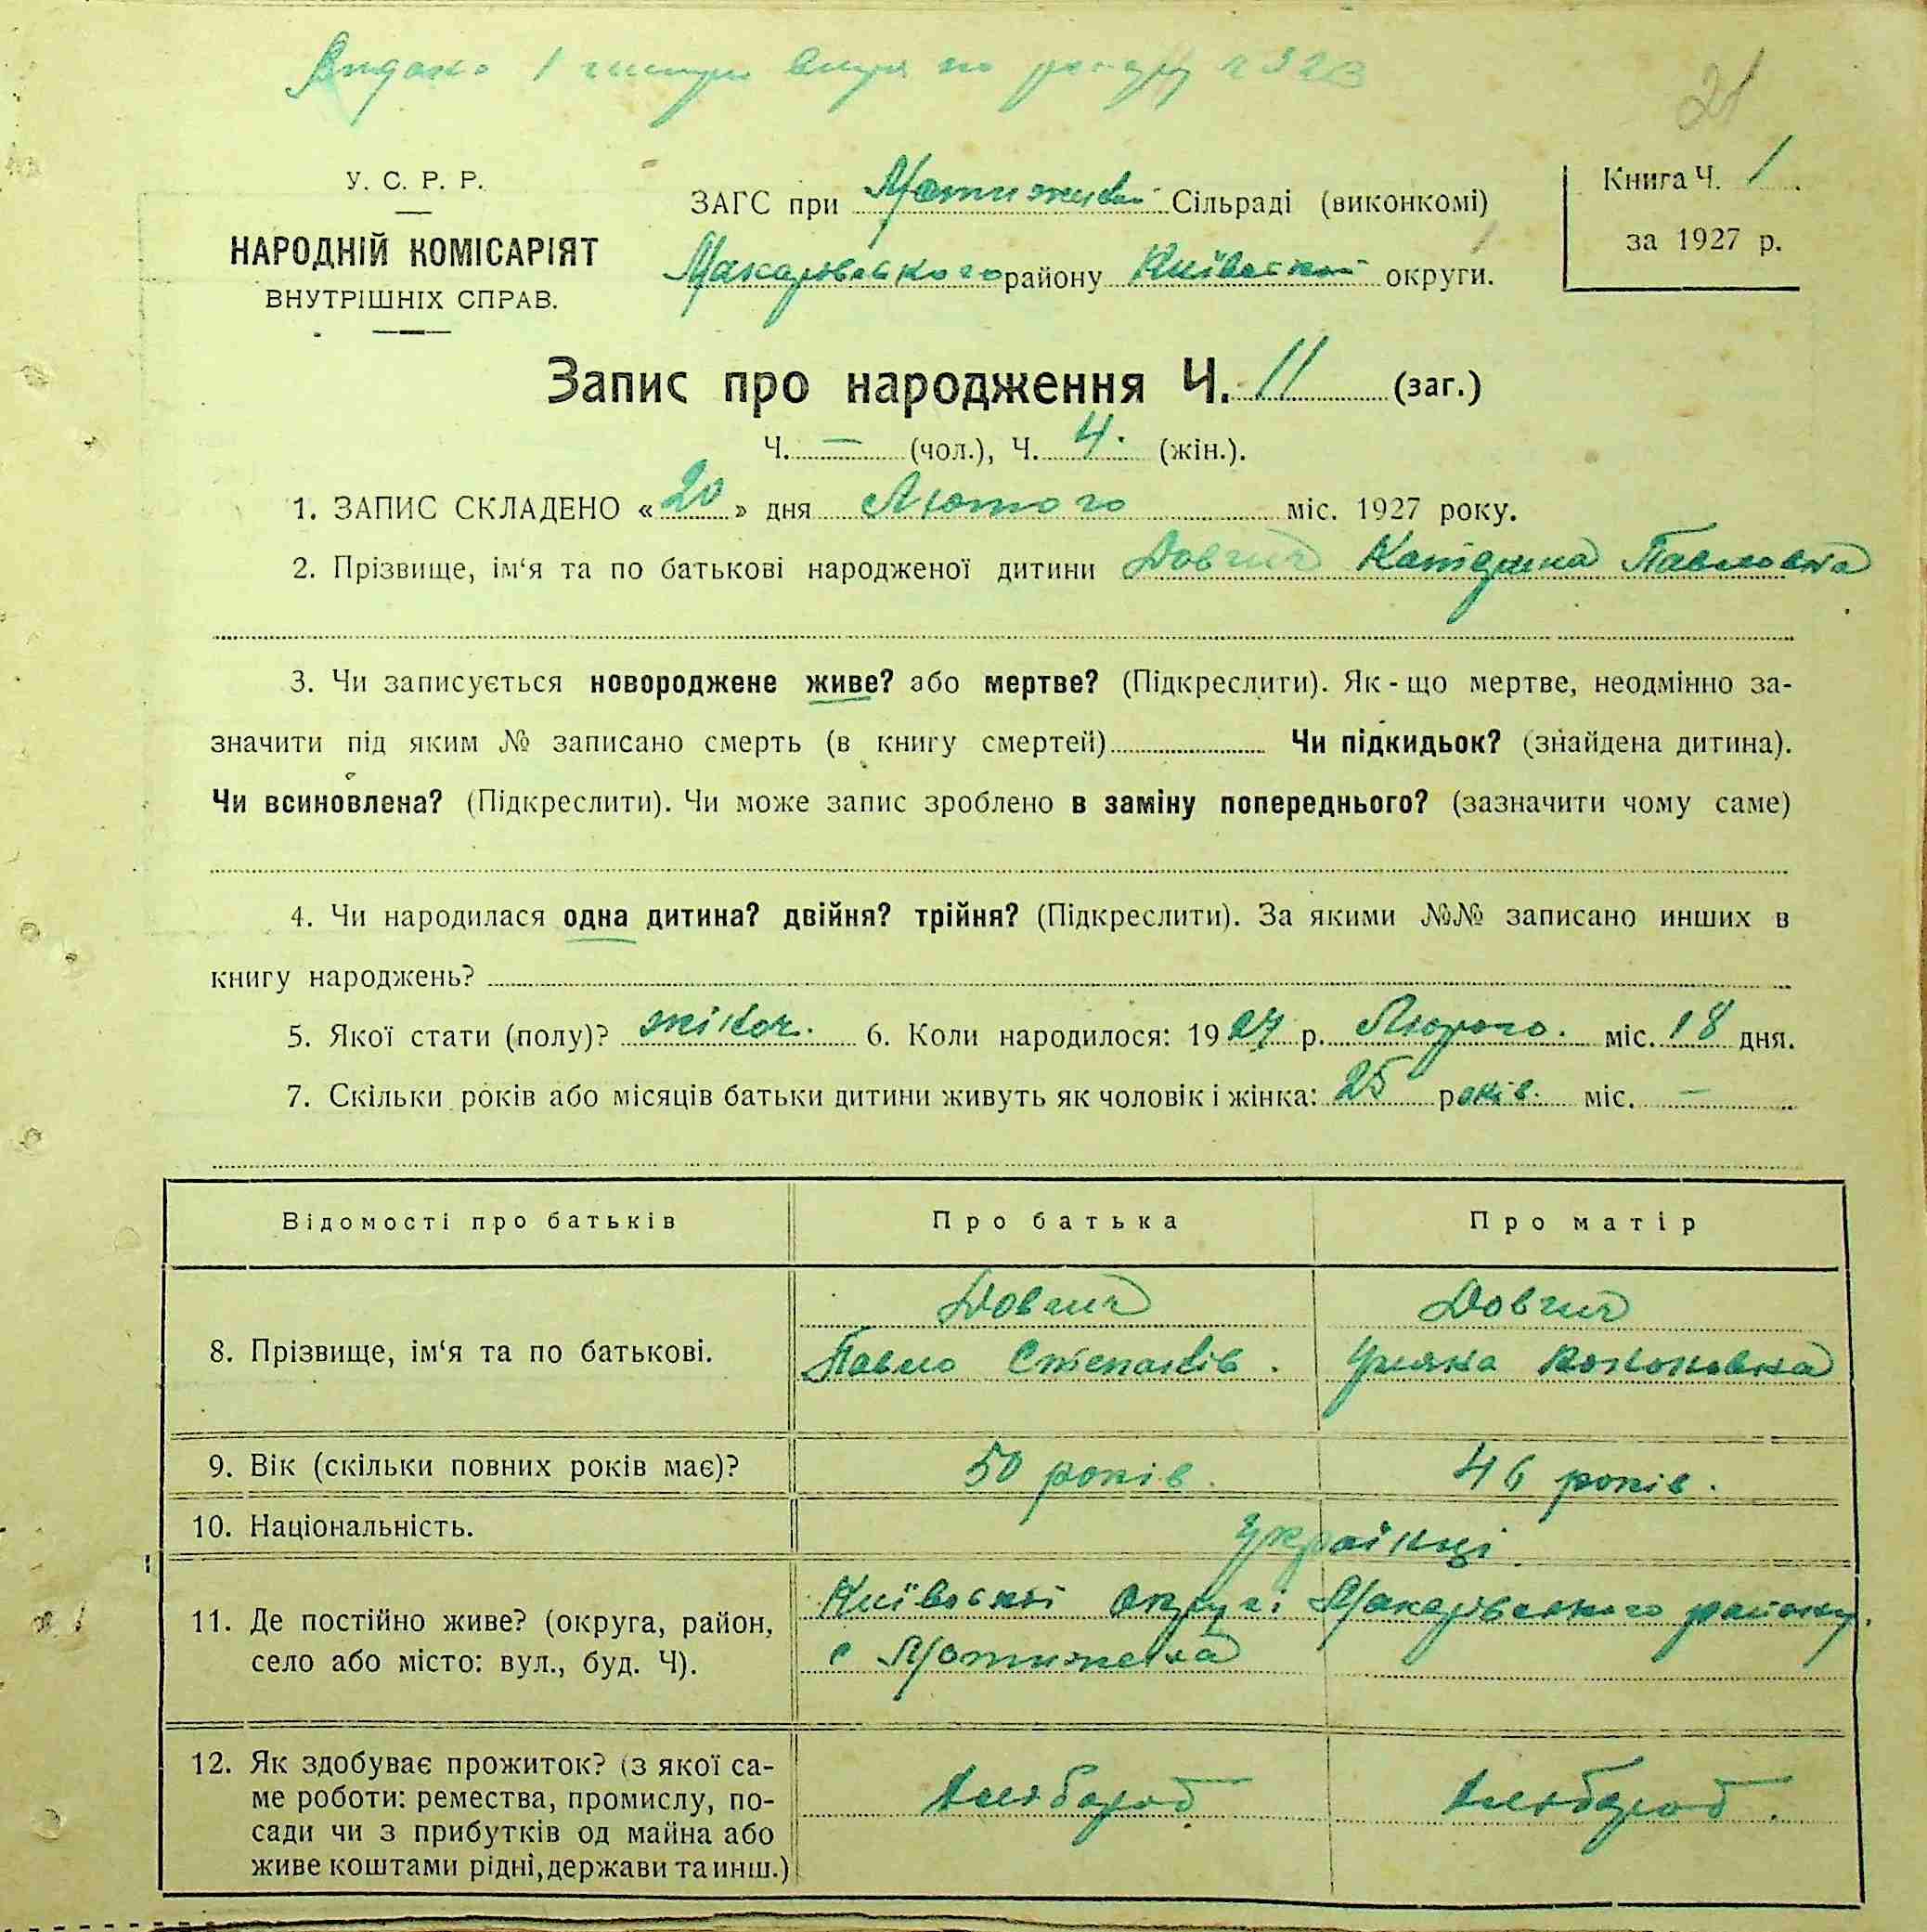 Видано 1
21
У. С. Р. Р.
НАРОДНІЙ КОМІСАРІЯТ
ВНУТРІШНІХ СПРАВ.
ЗАГС при Мотижинськ Сільраді (виконкомі)
Макарівського району Київської округи.
Книга Ч. 1.
за 1927 р.
Запис про народження Ч. 11 (заг.)
Ч. — (чол.), Ч. 4. (жін.).
1. ЗАПИС СКЛАДЕНО «20» дня Лютого міс. 1927 року.
2. Прізвище, ім‘я та по батькові народженої дитини Довгич Катерина Павловна
3. Чи записується новороджене живе? або мертве? (Підкреслити). Як-що мертве, неодмінно за-
значити під яким № записано смерть (в книгу смертей) Чи підкидьок? (знайдена дитина).
Чи всиновлена? (Підкреслити). Чи може запис зроблено в заміну попереднього? (зазначити чому саме)
4. Чи народилася одна дитина? двійня? трійня? (Підкреслити). За якими №№ записано инших в
книгу народжень?
5. Якої стати (полу)? жіноч. 6. Коли народилося: 1927 р. Лютого. міс. 18 дня.
7. Скільки років або місяців батьки дитини живуть як чоловік і жінка: 25 років. міс. —
Відомості про батьків Про батька Про матір
8. Прізвище, ім‘я та по батькові. Довгич Довгич
Павло Степанів. Уляна Кононовна
9. Вік (скільки повних років має)? 50 років. 46 років.
10. Національність. Українці.
11. Де постійно живе? (округа, район, Київської округи Макарівського району.
село або місто: вул., буд. Ч). с Мотижена
12. Як здобуває прожиток? (з якої са-
ме роботи: ремества, промислу, по- Хлібороб Хлібороб.
сади чи з прибутків од майна або
живе коштами рідні, держави та инш.)